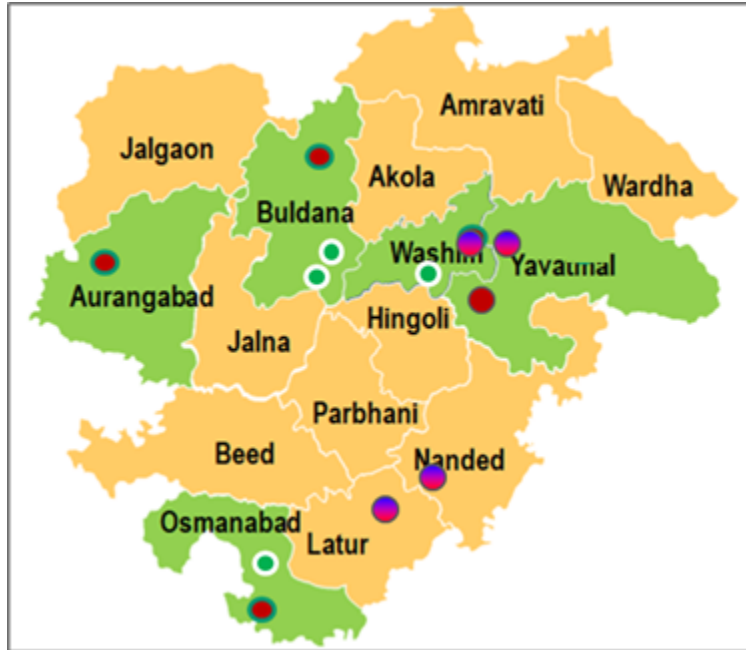 Amravati
Jalgaon
Akola
Wardha
Buldana
Washim
Yavatmal
Aurangabad
Hingoli
Jalna
Parbhani
Beed
Nanded
Osmanabad
Latur